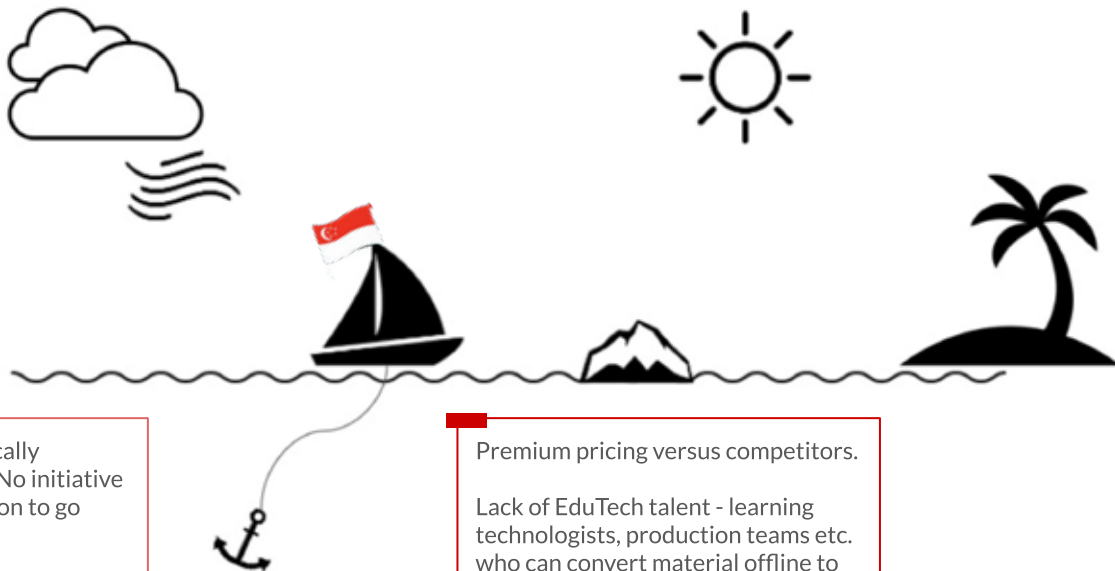 cally
No initiative
on to go
Premium pricing versus competitors.
Lack of EduTech talent - learning
technologists, production teams etc.
who can convert material offline to